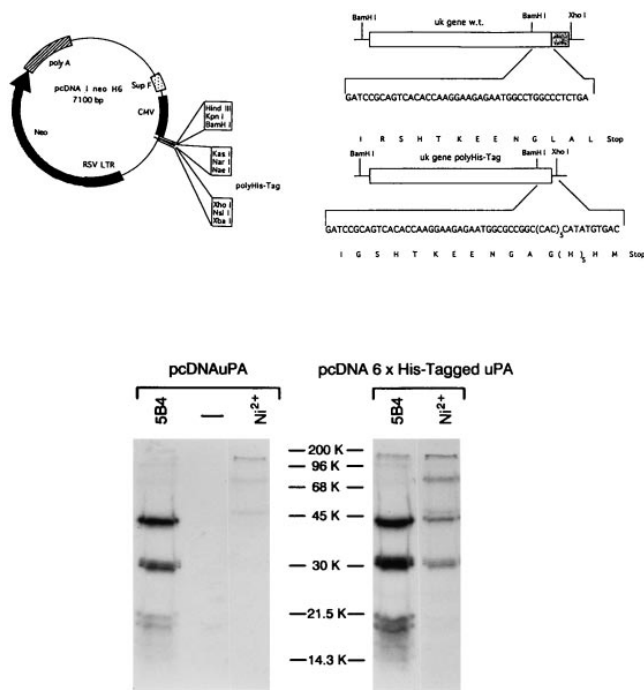 poly A
pcDNA I neo H6
7100 bp
Sup F
CMV
Neo
RSV LTR
Hind III
Kpn I
BamH I
Kas I
Nar I
Nae I
polyHis-Tag
Xho I
Nsi I
Xba I
BamH I
uk gene w.t.
BamH I
Xho I
GATCCGCAGTCACACCAAGGAAGAGAATGGCCTGGCCCTCTGA
I R S H T K E E N G L A L Stop
BamH I
uk gene polyHis-Tag
BamH I
Xho I
GATCCGCAGTCACACCAAGGAAGAGAATGGCGCCGGC(CAC)5CATATGTGAC
I G S H T K E E N G A G ( H )5 H M Stop
pcDNAuPA
pcDNA 6 x His-Tagged uPA
5B4
—
Ni2+
5B4
Ni2+
200 K
96 K
68 K
45 K
30 K
21.5 K
14.3 K